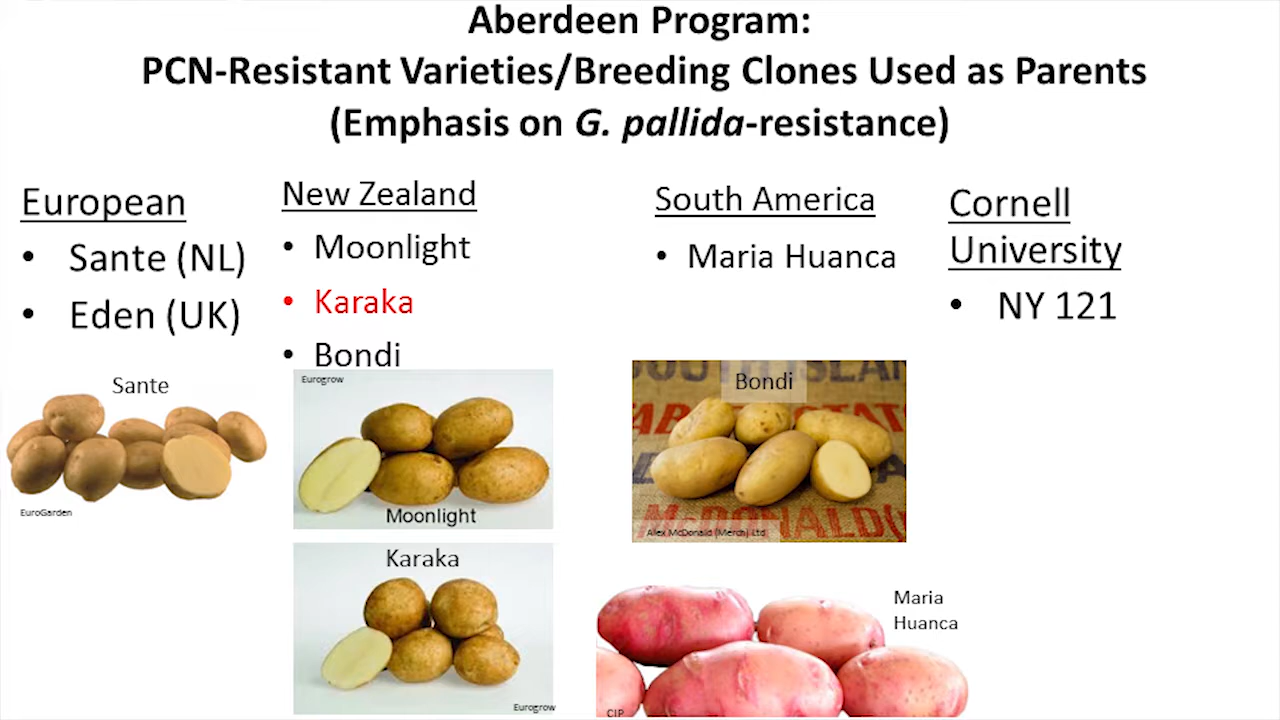 Aberdeen Program:
PCN-Resistant Varieties/Breeding Clones Used as Parents
(Emphasis on G. pallida-resistance)
European
• Sante (NL)
• Eden (UK)
New Zealand
• Moonlight
• Karaka
• Bondi
South America
• Maria Huanca
Cornell
University
• NY 121
Sante
EuroGarden
Eurogrow
Moonlight
Karaka
Eurogrow
Bondi
Alex McDonald (Merch) Ltd
McDONALD(
Maria
Huanca
CIP